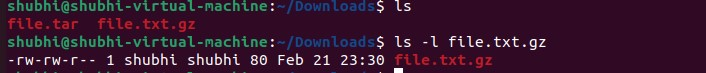 shubhi@shubhi-virtual-machine:~/Downloads$ ls
file.tar  file.txt.gz
shubhi@shubhi-virtual-machine:~/Downloads$ ls -l file.txt.gz
-rw-rw-r-- 1 shubhi shubhi 80 Feb 21 23:30 file.txt.gz